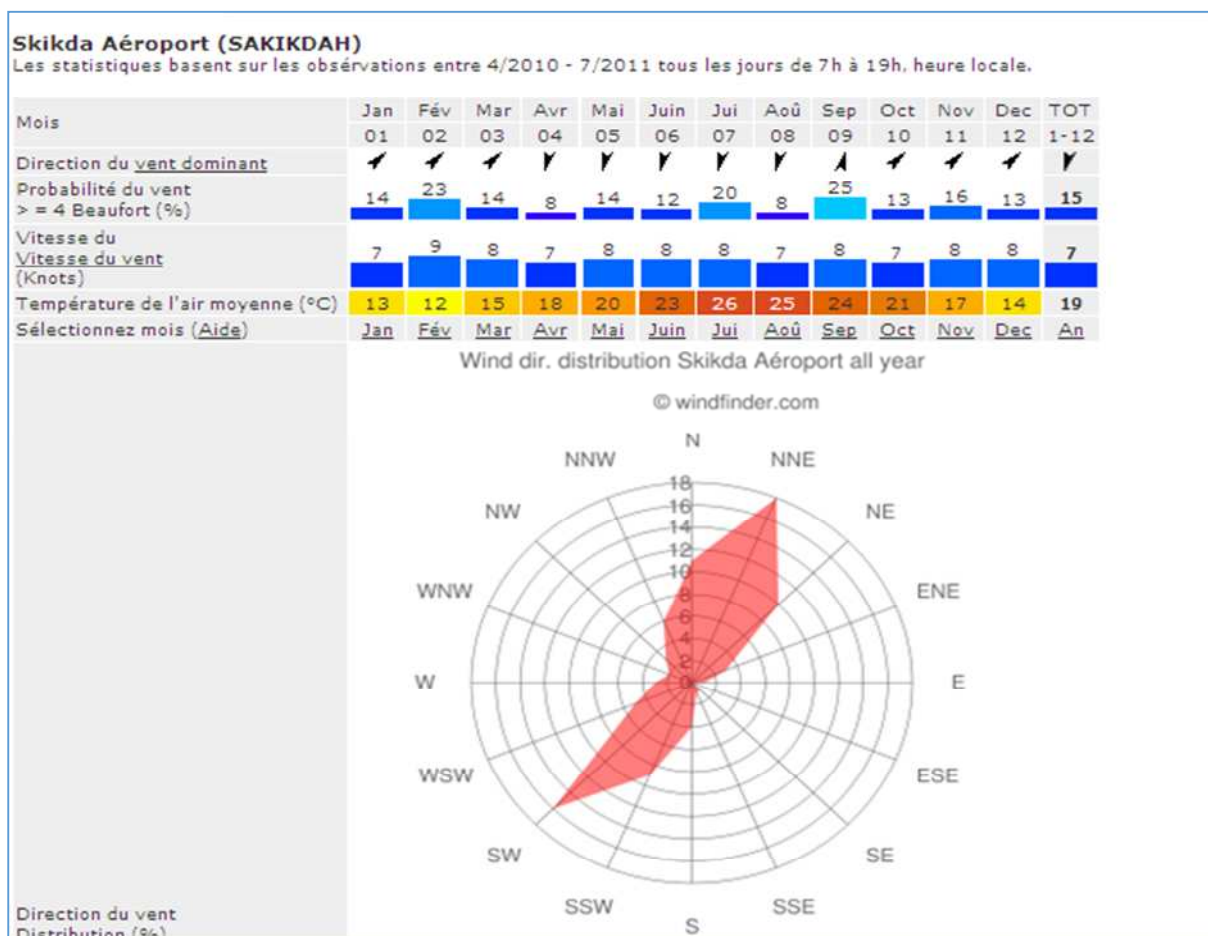 Skikda Aéroport (SAKIKDAH)
Les statistiques basent sur les observations entre 4/2010 - 7/2011 tous les jours de 7h à 19h, heure locale.
Mois Jan Fév Mar Avr Mai Juin Jui Aoû Sep Oct Nov Dec TOT
01 02 03 04 05 06 07 08 09 10 11 12 1-12
Direction du vent dominant
Probabilité du vent
> = 4 Beaufort (%) 14 23 14 8 14 12 20 8 25 13 16 13 15
Vitesse du
Vitesse du vent
(Knots) 7 9 8 7 8 8 8 7 8 7 8 8 7
Température de l'air moyenne (°C) 13 12 15 18 20 23 26 25 24 21 17 14 19
Sélectionnez mois (Aide) Jan Fév Mar Avr Mai Juin Jui Aoû Sep Oct Nov Dec An
Wind dir. distribution Skikda Aéroport all year
© windfinder.com
N
NNW NNE
18
16
NW NE
14
12
10
WNW ENE
8
6
4
2
W 0 E
WSW ESE
SW SE
SSW SSE
S
Direction du vent
Distribution (%)